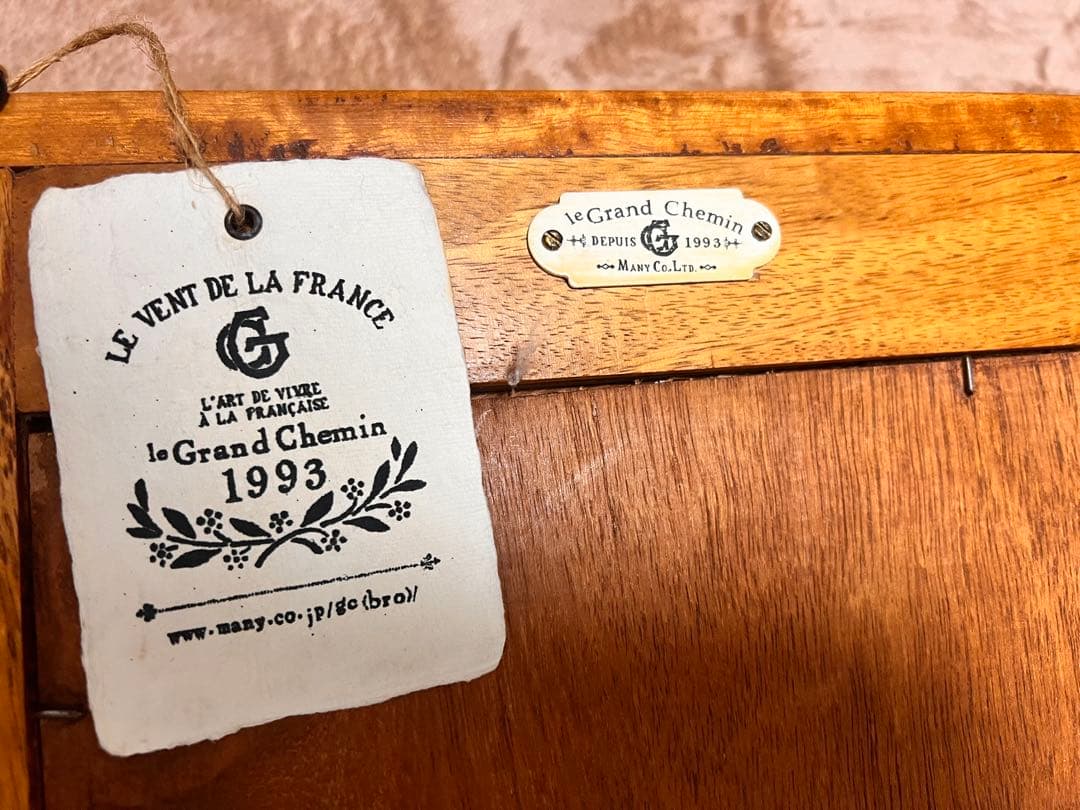 LE VENT DE LA FRANCE
G
L'ART DE VIVRE
À LA FRANÇAISE
le Grand Chemin
1993
www.many.co.jp/gc(bro)/
le Grand Chemin
DEPUIS G 1993
MANY CO.,LTD.